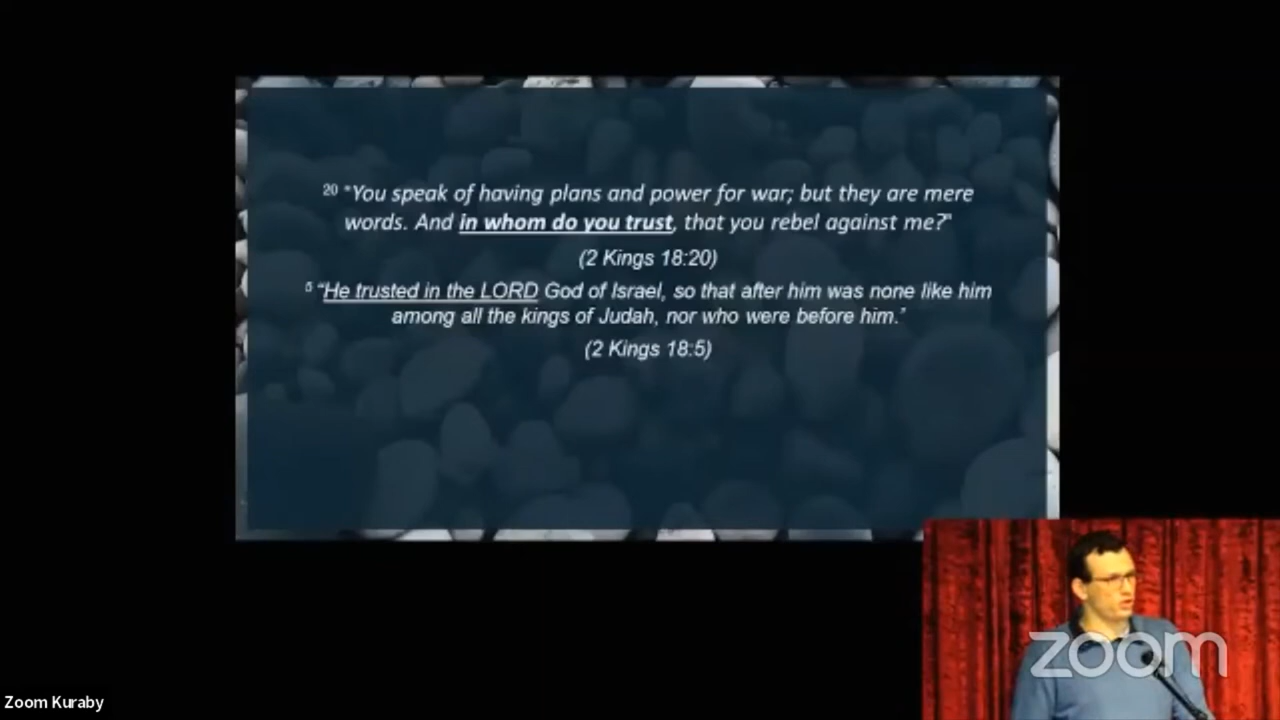 20 "You speak of having plans and power for war; but they are mere
words. And in whom do you trust, that you rebel against me?"
(2 Kings 18:20)
5 "He trusted in the LORD God of Israel, so that after him was none like him
among all the kings of Judah, nor who were before him."
(2 Kings 18:5)
zoom
Zoom Kuraby